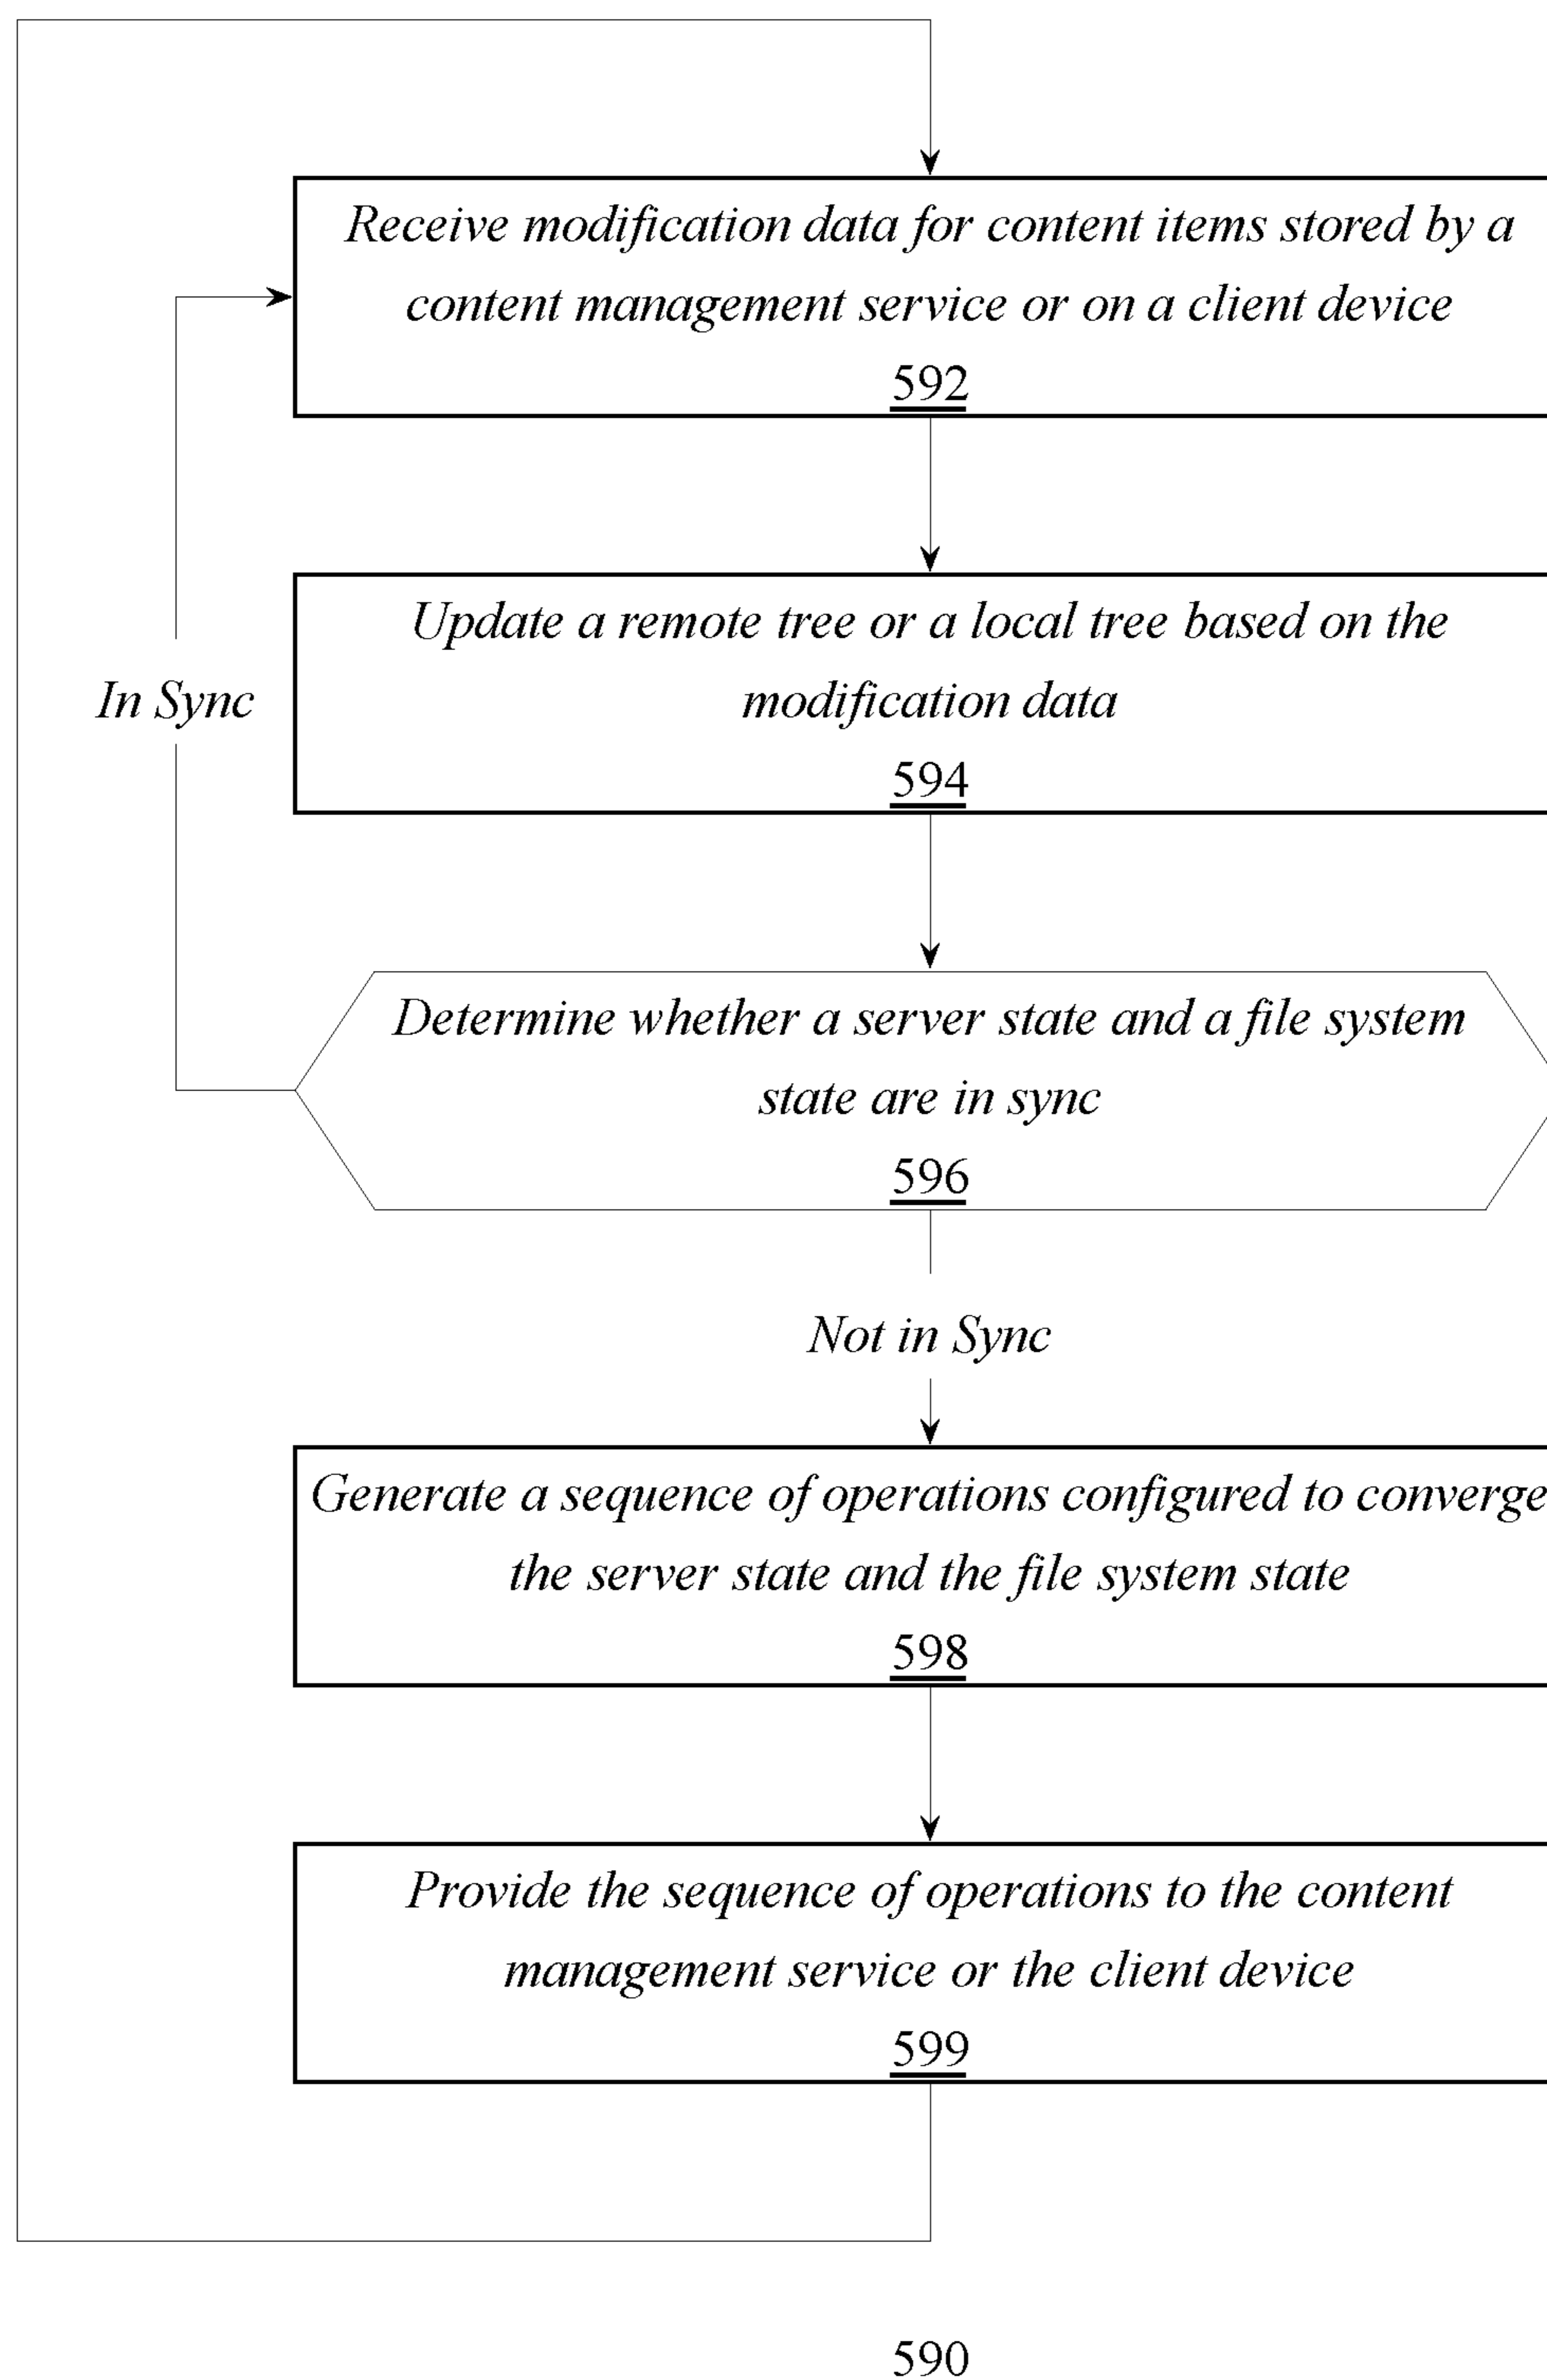 Receive modification data for content items stored by a
content management service or on a client device
592
Update a remote tree or a local tree based on the
modification data
594
In Sync
Determine whether a server state and a file system
state are in sync
596
Not in Sync
Generate a sequence of operations configured to converge
the server state and the file system state
598
Provide the sequence of operations to the content
management service or the client device
599
590